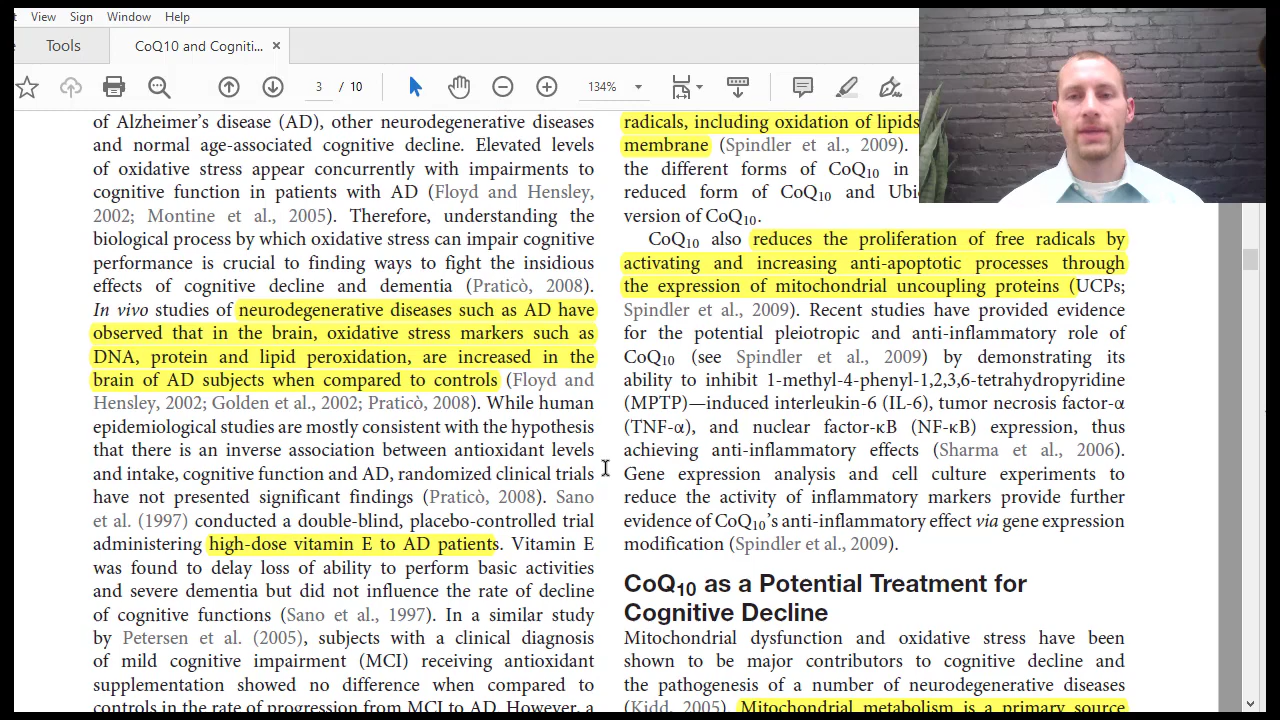 View Sign Window Help
Tools CoQ10 and Cogniti... ×
3 / 10 134%
of Alzheimer's disease (AD), other neurodegenerative diseases
and normal age-associated cognitive decline. Elevated levels
of oxidative stress appear concurrently with impairments to
cognitive function in patients with AD (Floyd and Hensley,
2002; Montine et al., 2005). Therefore, understanding the
biological process by which oxidative stress can impair cognitive
performance is crucial to finding ways to fight the insidious
effects of cognitive decline and dementia (Praticò, 2008).
In vivo studies of neurodegenerative diseases such as AD have
observed that in the brain, oxidative stress markers such as
DNA, protein and lipid peroxidation, are increased in the
brain of AD subjects when compared to controls (Floyd and
Hensley, 2002; Golden et al., 2002; Praticò, 2008). While human
epidemiological studies are mostly consistent with the hypothesis
that there is an inverse association between antioxidant levels
and intake, cognitive function and AD, randomized clinical trials
have not presented significant findings (Praticò, 2008). Sano
et al. (1997) conducted a double-blind, placebo-controlled trial
administering high-dose vitamin E to AD patients. Vitamin E
was found to delay loss of ability to perform basic activities
and severe dementia but did not influence the rate of decline
of cognitive functions (Sano et al., 1997). In a similar study
by Petersen et al. (2005), subjects with a clinical diagnosis
of mild cognitive impairment (MCI) receiving antioxidant
supplementation showed no difference when compared to
controls in the rate of progression from MCI to AD. However, a
radicals, including oxidation of lipids
membrane (Spindler et al., 2009).
the different forms of CoQ10 in
reduced form of CoQ10 and Ubi
version of CoQ10.
CoQ10 also reduces the proliferation of free radicals by
activating and increasing anti-apoptotic processes through
the expression of mitochondrial uncoupling proteins (UCPs;
Spindler et al., 2009). Recent studies have provided evidence
for the potential pleiotropic and anti-inflammatory role of
CoQ10 (see Spindler et al., 2009) by demonstrating its
ability to inhibit 1-methyl-4-phenyl-1,2,3,6-tetrahydropyridine
(MPTP)—induced interleukin-6 (IL-6), tumor necrosis factor-α
(TNF-α), and nuclear factor-κB (NF-κB) expression, thus
achieving anti-inflammatory effects (Sharma et al., 2006).
Gene expression analysis and cell culture experiments to
reduce the activity of inflammatory markers provide further
evidence of CoQ10's anti-inflammatory effect via gene expression
modification (Spindler et al., 2009).
CoQ10 as a Potential Treatment for
Cognitive Decline
Mitochondrial dysfunction and oxidative stress have been
shown to be major contributors to cognitive decline and
the pathogenesis of a number of neurodegenerative diseases
(Kidd, 2005). Mitochondrial metabolism is a primary source